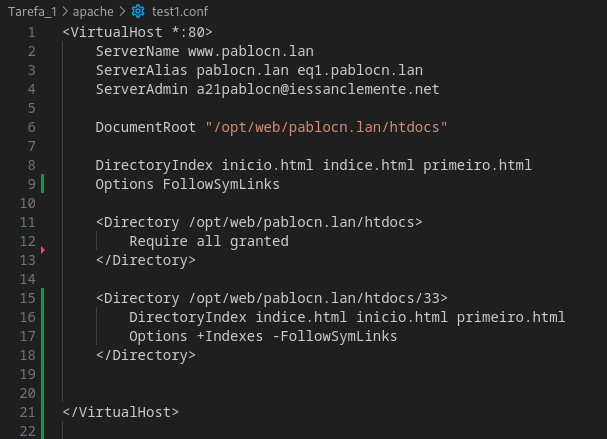 Tarefa_1 > apache > test1.conf
1 <VirtualHost *:80>
2 ServerName www.pablocn.lan
3 ServerAlias pablocn.lan eq1.pablocn.lan
4 ServerAdmin a21pablocn@iessanclemente.net
5
6 DocumentRoot "/opt/web/pablocn.lan/htdocs"
7
8 DirectoryIndex inicio.html indice.html primeiro.html
9 Options FollowSymLinks
10
11 <Directory /opt/web/pablocn.lan/htdocs>
12 Require all granted
13 </Directory>
14
15 <Directory /opt/web/pablocn.lan/htdocs/33>
16 DirectoryIndex indice.html inicio.html primeiro.html
17 Options +Indexes -FollowSymLinks
18 </Directory>
19
20
21 </VirtualHost>
22